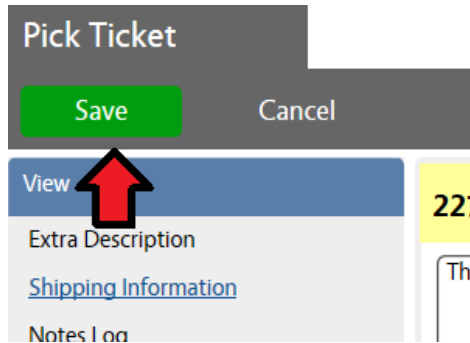 Pick Ticket
Save Cancel
View
Extra Description
Shipping Information
Notes Log